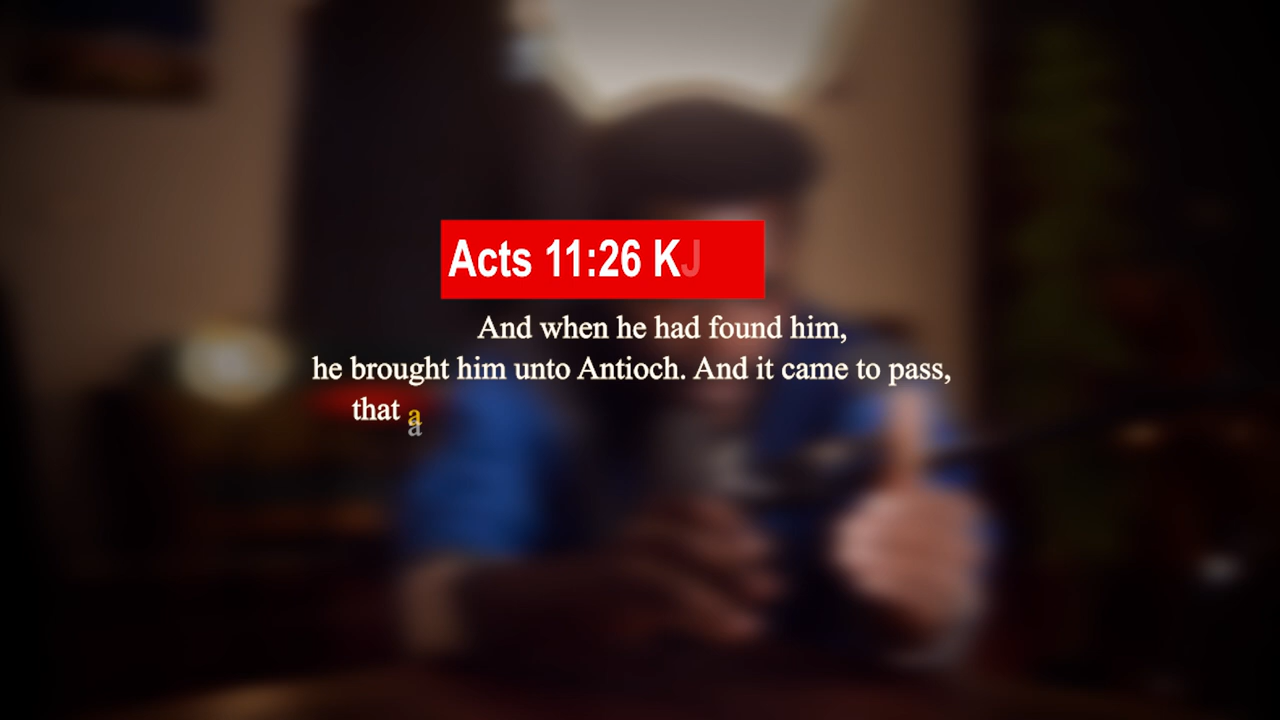 Acts 11:26 KJ
And when he had found him,
he brought him unto Antioch. And it came to pass,
that a